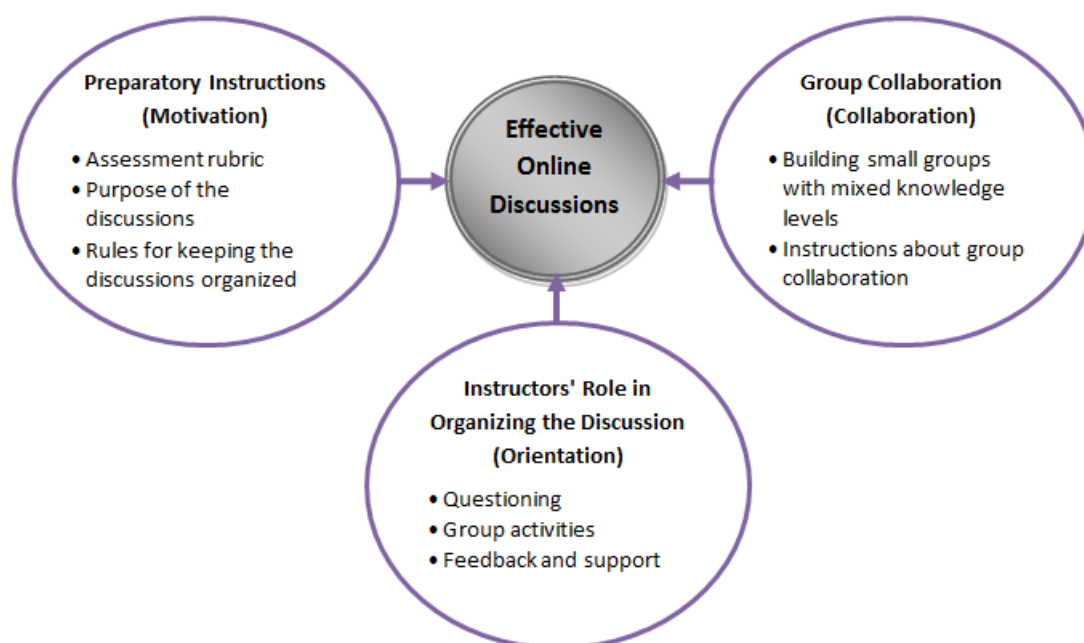 Preparatory Instructions
(Motivation)
• Assessment rubric
• Purpose of the
discussions
• Rules for keeping the
discussions organized
Effective
Online
Discussions
Group Collaboration
(Collaboration)
• Building small groups
with mixed knowledge
levels
• Instructions about group
collaboration
Instructors' Role in
Organizing the Discussion
(Orientation)
• Questioning
• Group activities
• Feedback and support